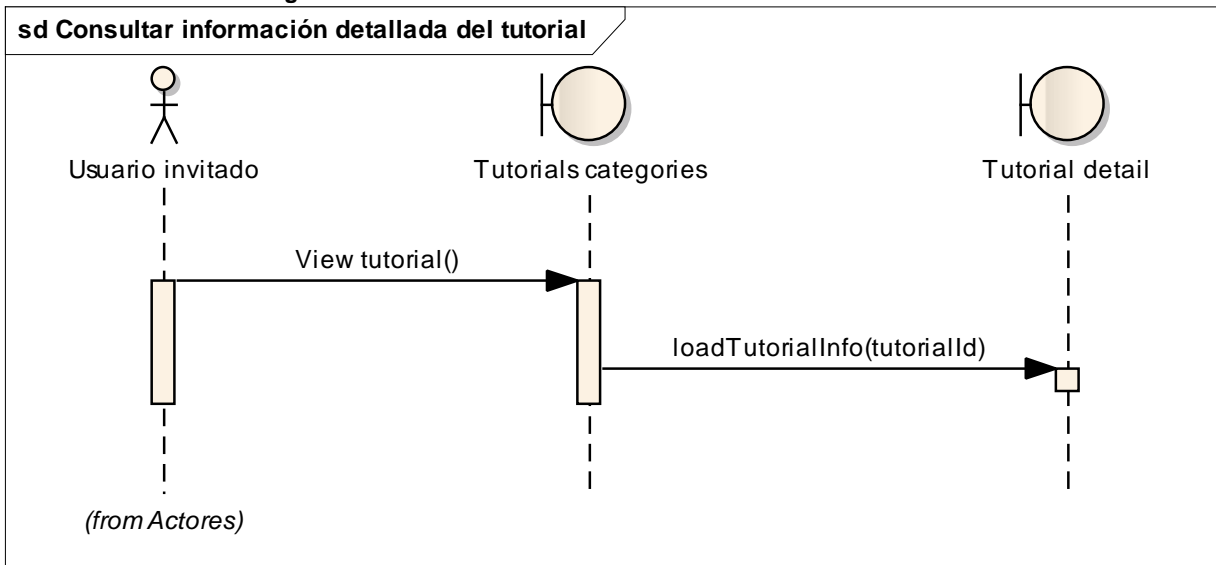 sd Consultar información detallada del tutorial
Usuario invitado
Tutorials categories
Tutorial detail
View tutorial()
loadTutorialInfo(tutorialId)
(from Actores)